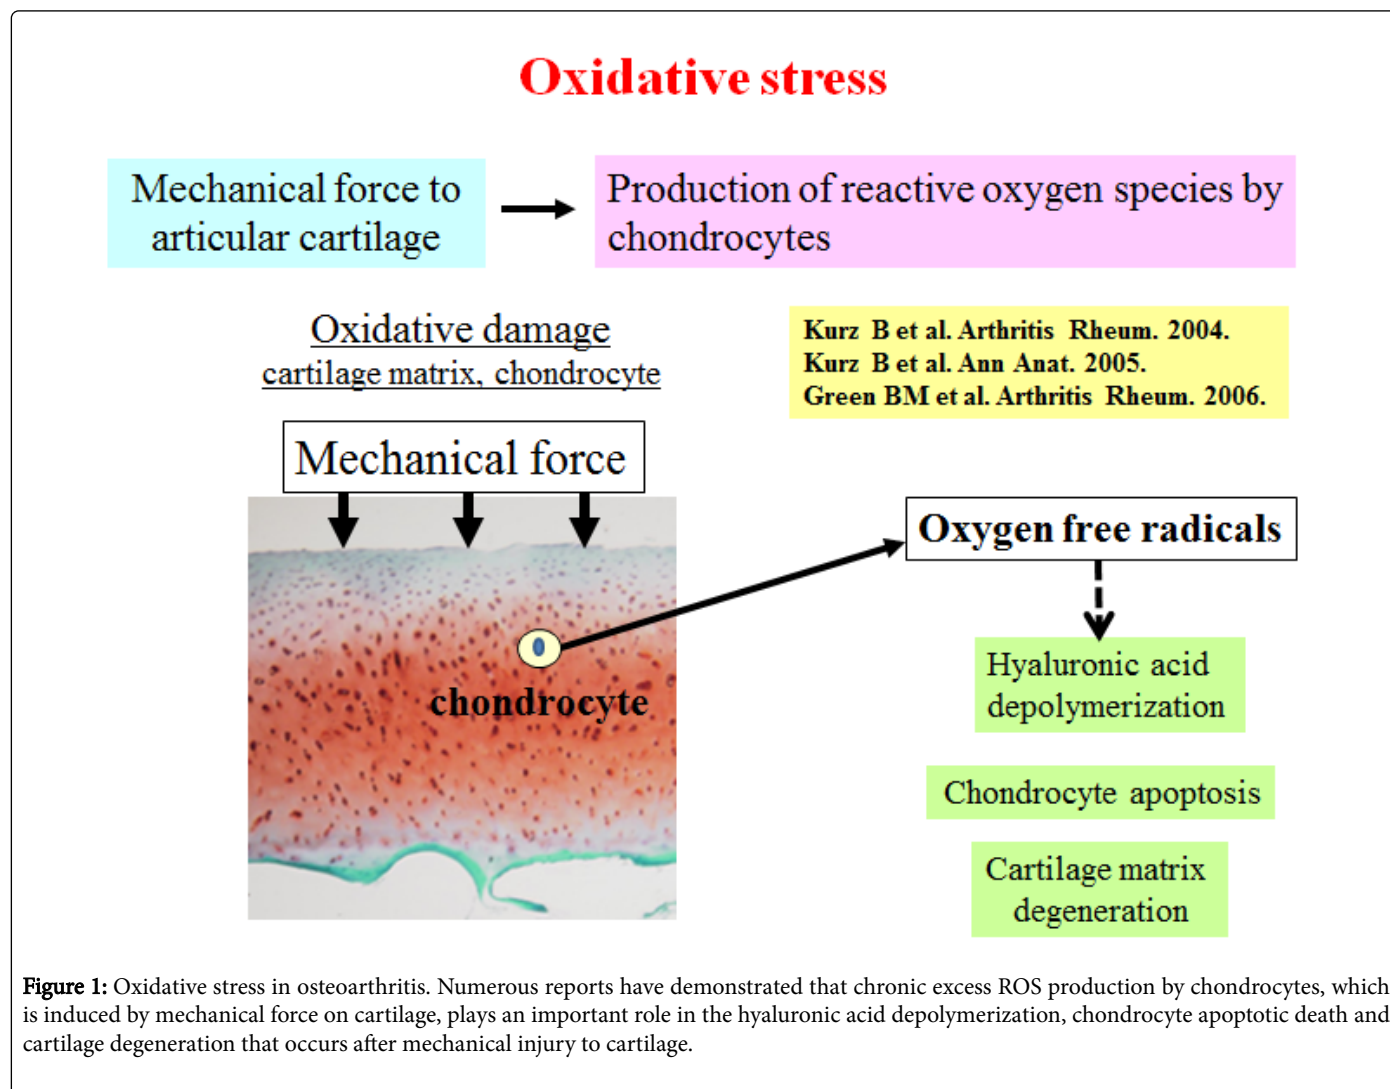 Oxidative stress
Mechanical force to
articular cartilage
Production of reactive oxygen species by
chondrocytes
Oxidative damage
cartilage matrix, chondrocyte
Kurz B et al. Arthritis Rheum. 2004.
Kurz B et al. Ann Anat. 2005.
Green BM et al. Arthritis Rheum. 2006.
Mechanical force
Oxygen free radicals
chondrocyte
Hyaluronic acid
depolymerization
Chondrocyte apoptosis
Cartilage matrix
degeneration
Figure 1: Oxidative stress in osteoarthritis. Numerous reports have demonstrated that chronic excess ROS production by chondrocytes, which
is induced by mechanical force on cartilage, plays an important role in the hyaluronic acid depolymerization, chondrocyte apoptotic death and
cartilage degeneration that occurs after mechanical injury to cartilage.